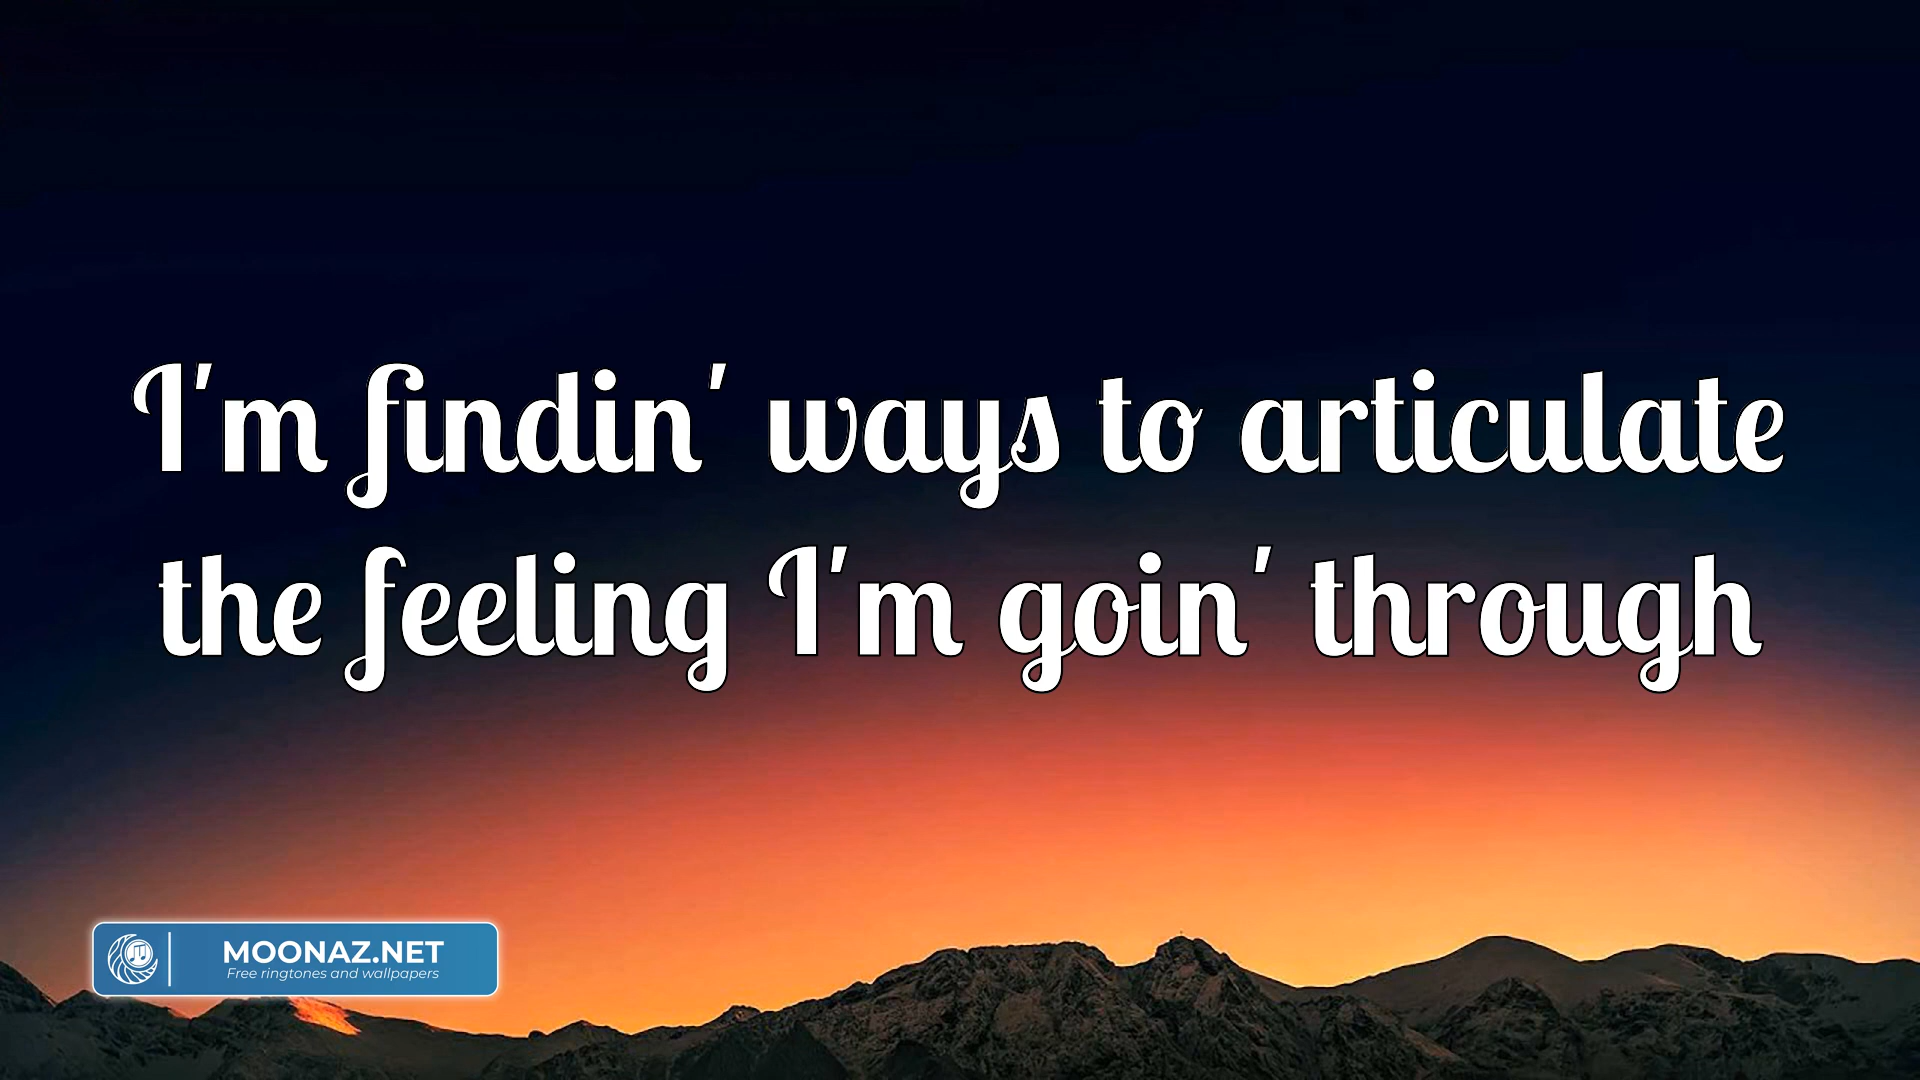 I'm findin' ways to articulate
the feeling I'm goin' through
MOONAZ.NET
Free ringtones and wallpapers